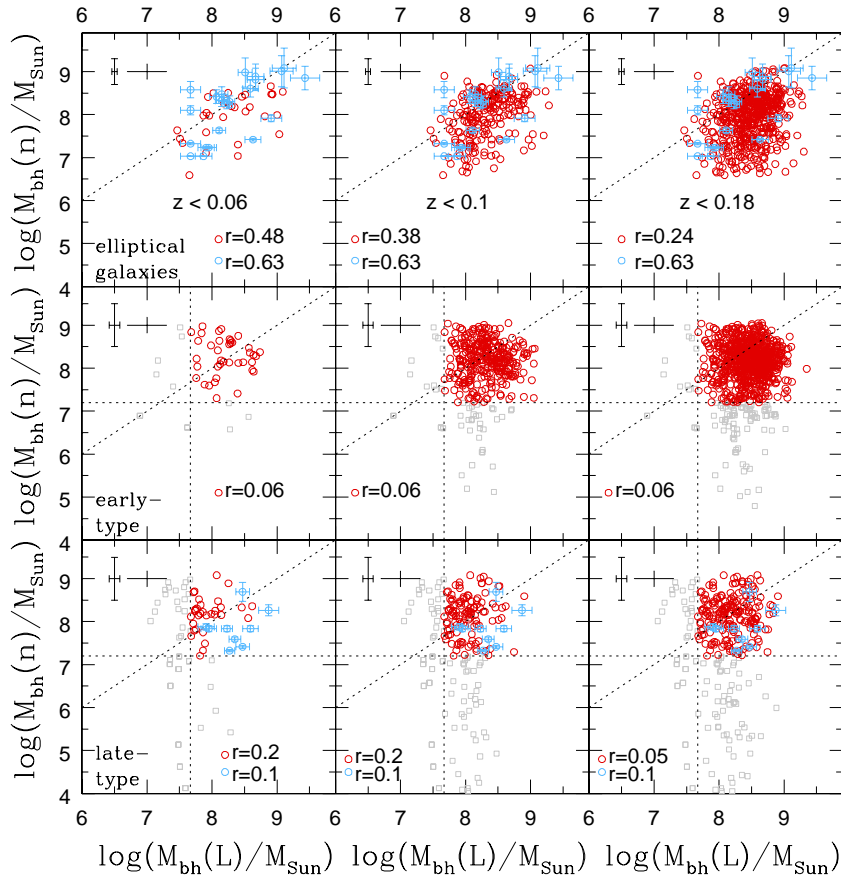 6 7 8 9 6 7 8 9 6 7 8 9
log(M_bh(n)/M_Sun)
9
8
7
6
5
4
z < 0.06
z < 0.1
z < 0.18
elliptical
galaxies
r=0.48
r=0.63
r=0.38
r=0.63
r=0.24
r=0.63
log(M_bh(n)/M_Sun)
9
8
7
6
5
4
early-
type
r=0.06
r=0.06
r=0.06
log(M_bh(n)/M_Sun)
9
8
7
6
5
4
late-
type
r=0.2
r=0.1
r=0.2
r=0.1
r=0.05
r=0.1
6 7 8 9 6 7 8 9 6 7 8 9
log(M_bh(L)/M_Sun) log(M_bh(L)/M_Sun) log(M_bh(L)/M_Sun)